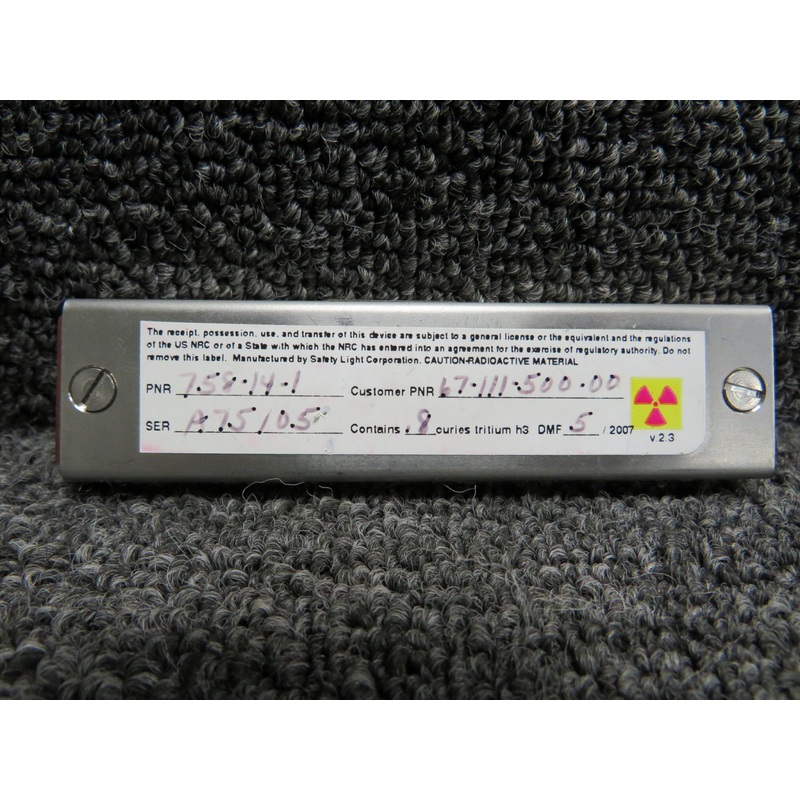 The receipt, possession, use, and transfer of this device are subject to a general license or the equivalent and the regulations
of the US NRC or of a State with which the NRC has entered into an agreement for the exercise of regulatory authority. Do not
remove this label. Manufactured by Safety Light Corporation. CAUTION-RADIOACTIVE MATERIAL
PNR 758-14-1 Customer PNR 67-111-500-00
SER A75105 Contains .8 curies tritium h3 DMF 5 / 2007
v.2.3